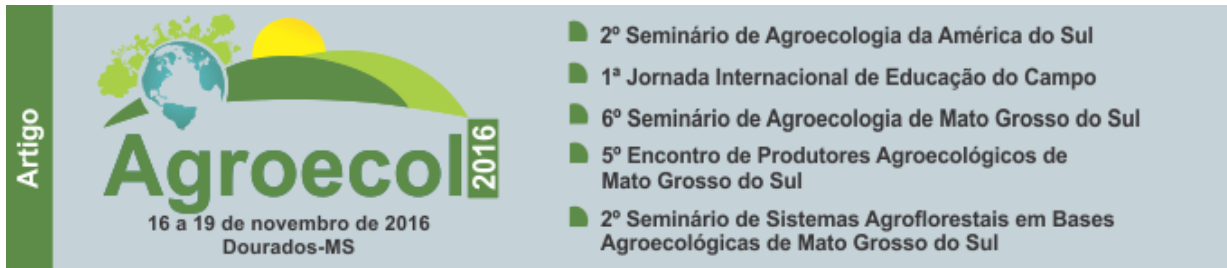 Artigo
Agroecol 2016
16 a 19 de novembro de 2016
Dourados-MS
2º Seminário de Agroecologia da América do Sul
1ª Jornada Internacional de Educação do Campo
6º Seminário de Agroecologia de Mato Grosso do Sul
5º Encontro de Produtores Agroecológicos de
Mato Grosso do Sul
2º Seminário de Sistemas Agroflorestais em Bases
Agroecológicas de Mato Grosso do Sul